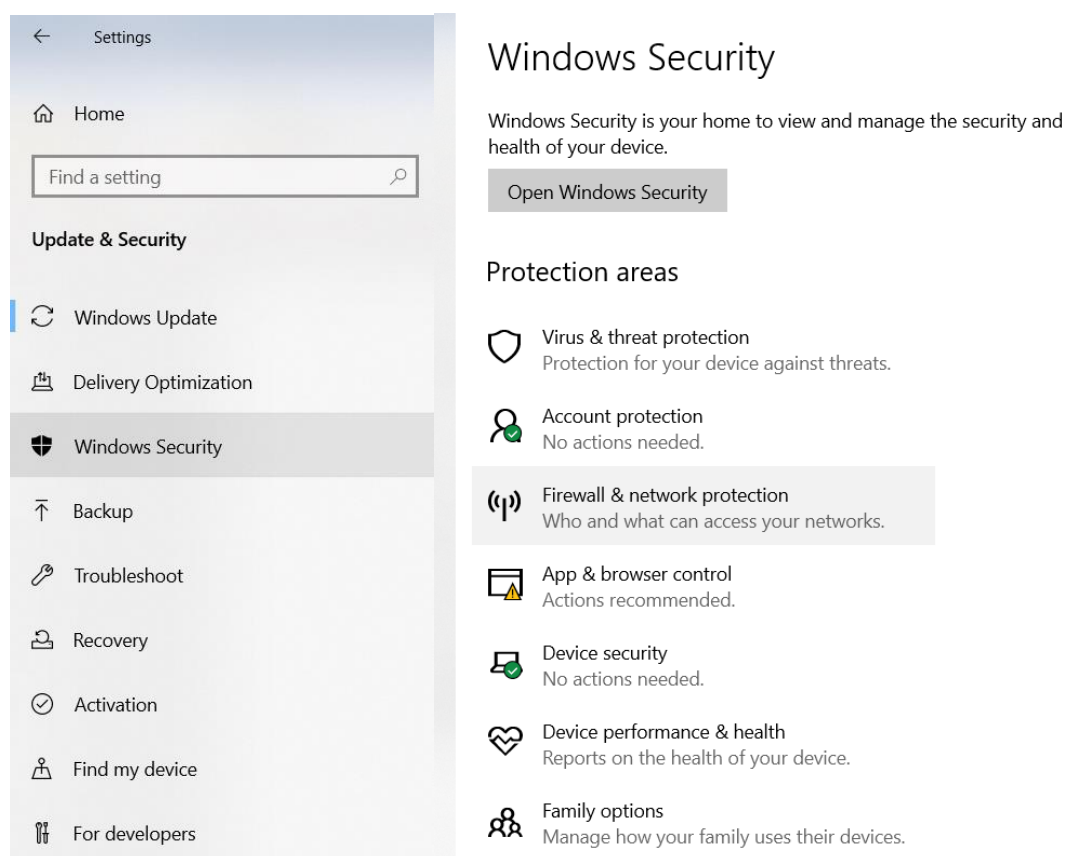 Settings
Home
Find a setting
Update & Security
Windows Update
Delivery Optimization
Windows Security
Backup
Troubleshoot
Recovery
Activation
Find my device
For developers
Windows Security
Windows Security is your home to view and manage the security and
health of your device.
Open Windows Security
Protection areas
Virus & threat protection
Protection for your device against threats.
Account protection
No actions needed.
Firewall & network protection
Who and what can access your networks.
App & browser control
Actions recommended.
Device security
No actions needed.
Device performance & health
Reports on the health of your device.
Family options
Manage how your family uses their devices.